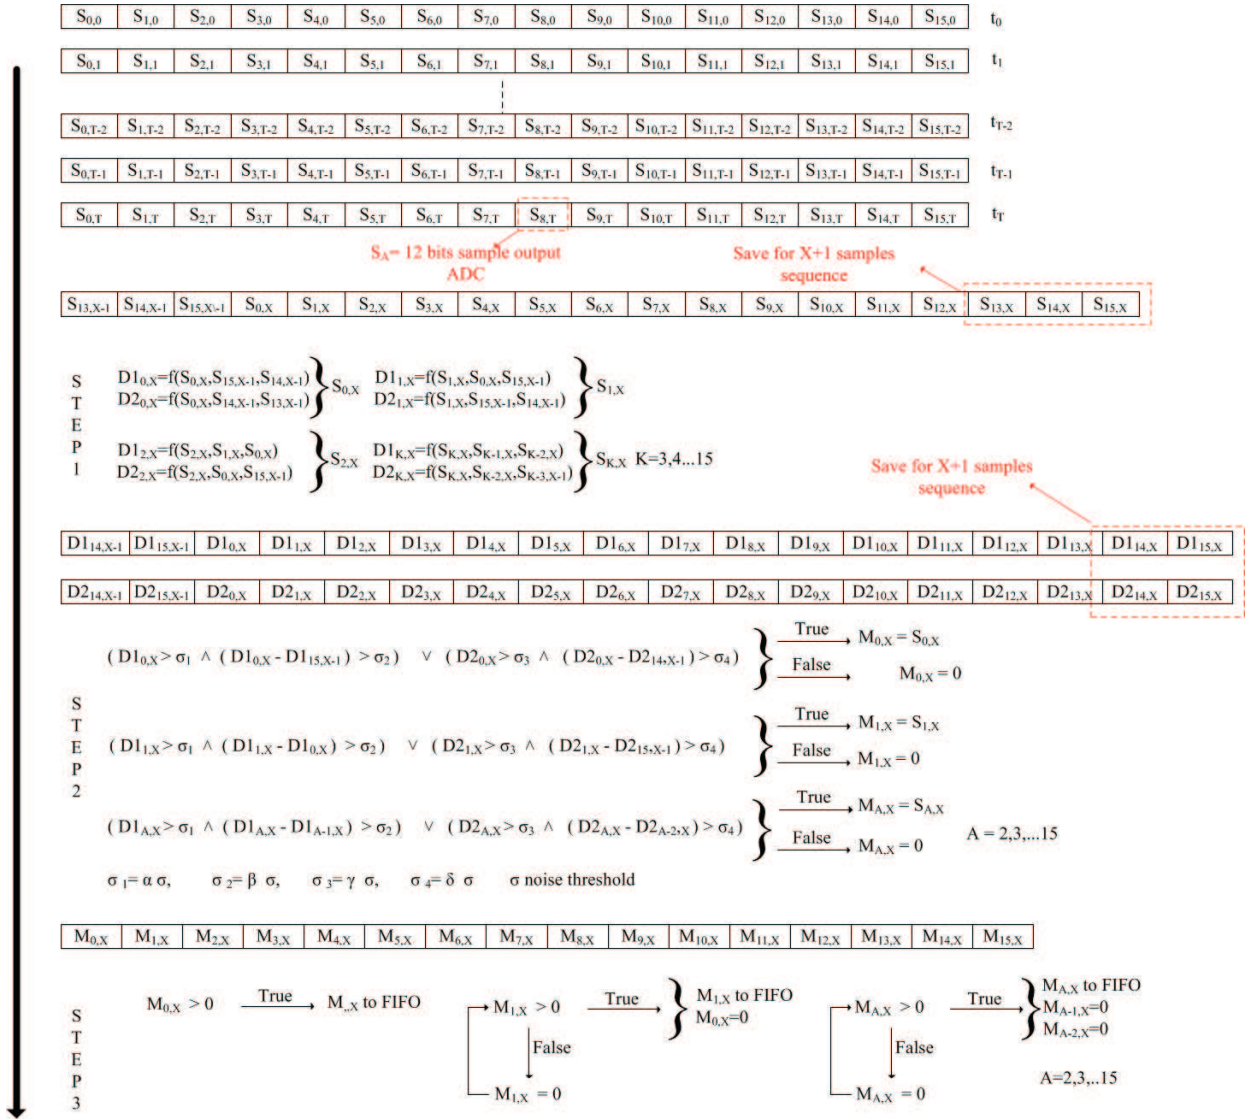 S0,0 S1,0 S2,0 S3,0 S4,0 S5,0 S6,0 S7,0 S8,0 S9,0 S10,0 S11,0 S12,0 S13,0 S14,0 S15,0 t0
S0,1 S1,1 S2,1 S3,1 S4,1 S5,1 S6,1 S7,1 S8,1 S9,1 S10,1 S11,1 S12,1 S13,1 S14,1 S15,1 t1
S0,T-2 S1,T-2 S2,T-2 S3,T-2 S4,T-2 S5,T-2 S6,T-2 S7,T-2 S8,T-2 S9,T-2 S10,T-2 S11,T-2 S12,T-2 S13,T-2 S14,T-2 S15,T-2 tT-2
S0,T-1 S1,T-1 S2,T-1 S3,T-1 S4,T-1 S5,T-1 S6,T-1 S7,T-1 S8,T-1 S9,T-1 S10,T-1 S11,T-1 S12,T-1 S13,T-1 S14,T-1 S15,T-1 tT-1
S0,T S1,T S2,T S3,T S4,T S5,T S6,T S7,T S8,T S9,T S10,T S11,T S12,T S13,T S14,T S15,T tT
SA= 12 bits sample output
ADC
Save for X+1 samples
sequence
S13,X-1 S14,X-1 S15,X-1 S0,X S1,X S2,X S3,X S4,X S5,X S6,X S7,X S8,X S9,X S10,X S11,X S12,X S13,X S14,X S15,X
STEP1
D10,X=f(S0,X,S15,X-1,S14,X-1)
D20,X=f(S0,X,S14,X-1,S13,X-1)
} S0,X
D11,X=f(S1,X,S0,X,S15,X-1)
D21,X=f(S1,X,S15,X-1,S14,X-1)
} S1,X
D12,X=f(S2,X,S1,X,S0,X)
D22,X=f(S2,X,S0,X,S15,X-1)
} S2,X
D1K,X=f(SK,X,SK-1,X,SK-2,X)
D2K,X=f(SK,X,SK-2,X,SK-3,X-1)
} SK,X K=3,4...15
Save for X+1 samples
sequence
D114,X-1 D115,X-1 D10,X D11,X D12,X D13,X D14,X D15,X D16,X D17,X D18,X D19,X D110,X D111,X D112,X D113,X D114,X D115,X
D214,X-1 D215,X-1 D20,X D21,X D22,X D23,X D24,X D25,X D26,X D27,X D28,X D29,X D210,X D211,X D212,X D213,X D214,X D215,X
STEP2
( D10,X > σ1 ∧ (D10,X - D115,X-1) > σ2) ∨ ( D20,X > σ3 ∧ (D20,X - D214,X-1) > σ4)
True M0,X = S0,X
False M0,X = 0
( D11,X > σ1 ∧ (D11,X - D10,X) > σ2) ∨ ( D21,X > σ3 ∧ (D21,X - D215,X-1) > σ4)
True M1,X = S1,X
False M1,X = 0
( D1A,X > σ1 ∧ (D1A,X - D1A-1,X) > σ2) ∨ ( D2A,X > σ3 ∧ (D2A,X - D2A-2,X) > σ4)
True MA,X = SA,X
False MA,X = 0
A = 2,3,...15
σ 1= α σ, σ 2= β σ, σ 3= γ σ, σ 4= δ σ σ noise threshold
M0,X M1,X M2,X M3,X M4,X M5,X M6,X M7,X M8,X M9,X M10,X M11,X M12,X M13,X M14,X M15,X
STEP3
M0,X > 0 True M,,X to FIFO
M1,X > 0 True
M1,X to FIFO
M0,X=0
False
M1,X = 0
MA,X > 0 True
MA,X to FIFO
MA-1,X=0
MA-2,X=0
False
MA,X = 0
A=2,3,..15